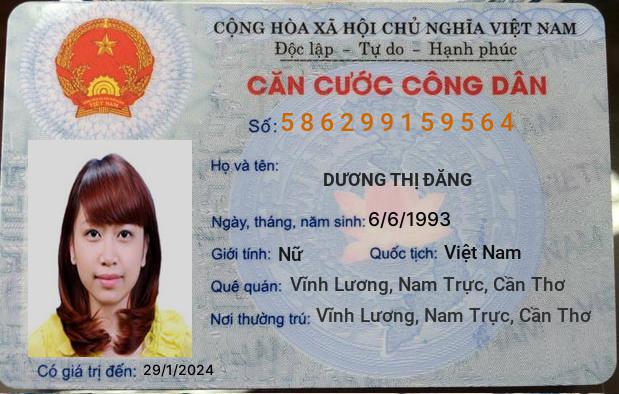 CỘNG HÒA XÃ HỘI CHỦ NGHĨA VIỆT NAM
Độc lập - Tự do - Hạnh phúc
CĂN CƯỚC CÔNG DÂN
Số: 586299159564
Họ và tên:
DƯƠNG THỊ ĐĂNG
Ngày, tháng, năm sinh: 6/6/1993
Giới tính: Nữ Quốc tịch: Việt Nam
Quê quán: Vĩnh Lương, Nam Trực, Cần Thơ
Nơi thường trú: Vĩnh Lương, Nam Trực, Cần Thơ
Có giá trị đến: 29/1/2024
VIỆT NAM